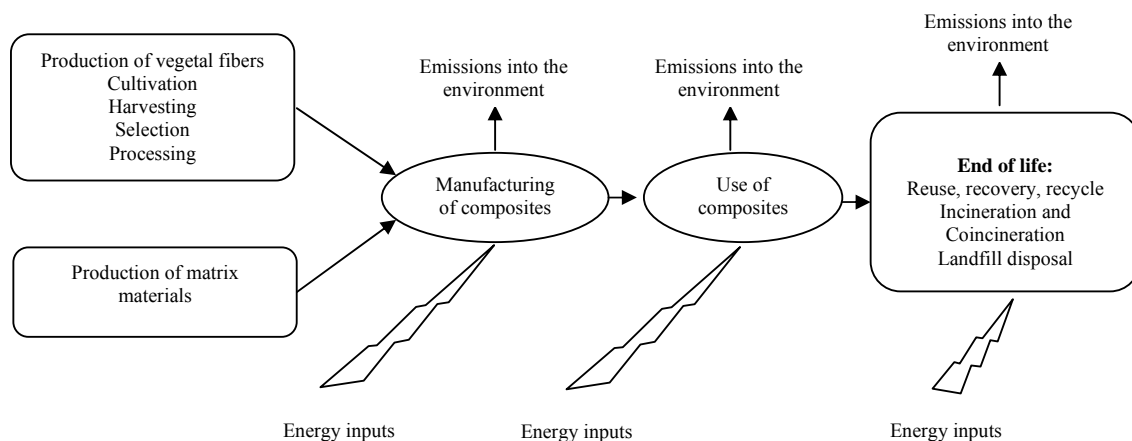 Production of vegetal fibers
Cultivation
Harvesting
Selection
Processing
Production of matrix
materials
Emissions into the
environment
Manufacturing
of composites
Energy inputs
Emissions into the
environment
Use of
composites
Energy inputs
Emissions into the
environment
End of life:
Reuse, recovery, recycle
Incineration and
Coincineration
Landfill disposal
Energy inputs